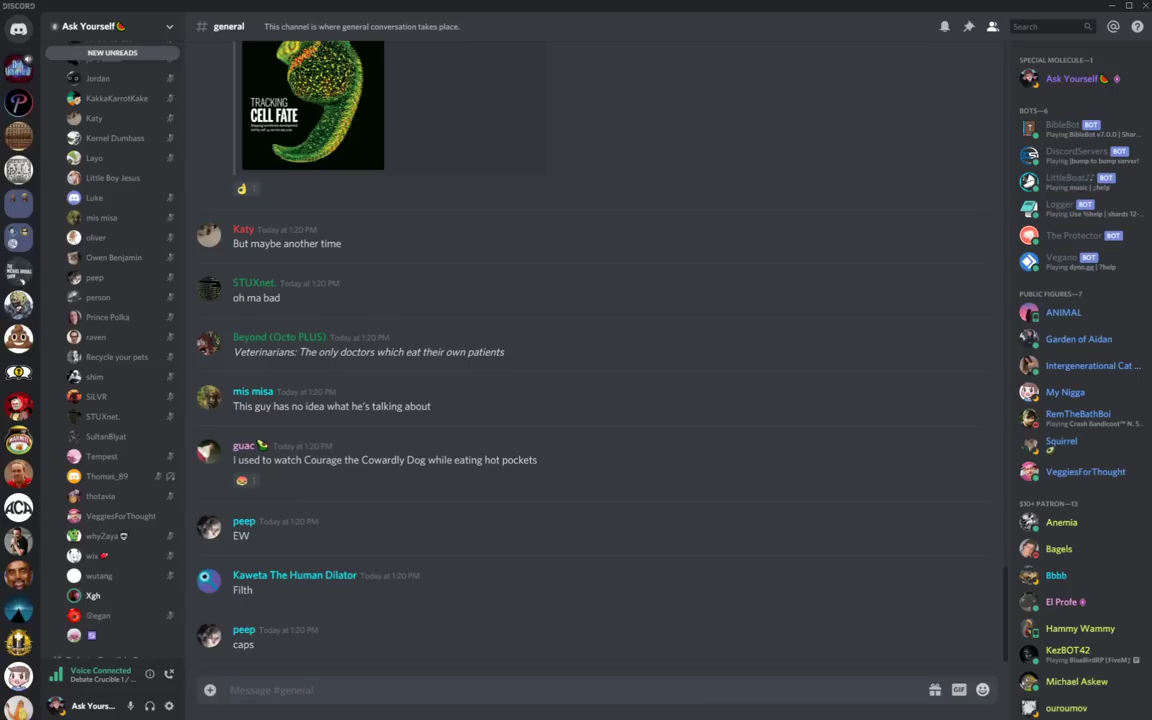 DISCORD
Ask Yourself🍉
NEW UNREADS
Jordan
KakkaKarrotKake
Katy
Kernel Dumbass
Layo
Little Boy Jesus
Luke
mis misa
oliver
Owen Benjamin
peep
person
Prince Polka
raven
Recycle your pets
shim
SiLVR
STUXnet.
SultanBlyat
Tempest
Thomas_89
thotavia
VeggiesForThought
whyZaya
wix
wutang
Xgh
@egan
Voice Connected
Debate Crucible 1 / ...
Ask Yours...
# general
This channel is where general conversation takes place.
Search
TRACKING
CELL FATE
1
Katy Today at 1:20 PM
But maybe another time
STUXnet. Today at 1:20 PM
oh ma bad
Beyond (Octo PLUS) Today at 1:20 PM
Veterinarians: The only doctors which eat their own patients
mis misa Today at 1:20 PM
This guy has no idea what he's talking about
guac Today at 1:20 PM
I used to watch Courage the Cowardly Dog while eating hot pockets
1
peep Today at 1:20 PM
EW
Kaweta The Human Dilator Today at 1:20 PM
Filth
peep Today at 1:20 PM
caps
Message #general
GIF
SPECIAL MOLECULE—1
Ask Yourself🍉
BOTS—6
BibleBot BOT
Playing BibleBot v7.0.0 | Shar...
DiscordServers BOT
Playing !bump to bump server!
LittleBoat♫ BOT
Playing music | ;help
Logger BOT
Playing Use %help | shards 12-...
The Protector BOT
Vegano BOT
Playing dyno.gg | ?help
PUBLIC FIGURES—7
ANIMAL
Garden of Aidan
Intergenerational Cat ...
My Nigga
RemTheBathBoi
Playing Crash Bandicoot™ N. S...
Squirrel
VeggiesForThought
$10+ PATRON—13
Anemia
Bagels
Bbbb
El Profe
Hammy Wammy
KezBOT42
Playing BlueBirdRP [FiveM]
Michael Askew
ouroumov
ACA